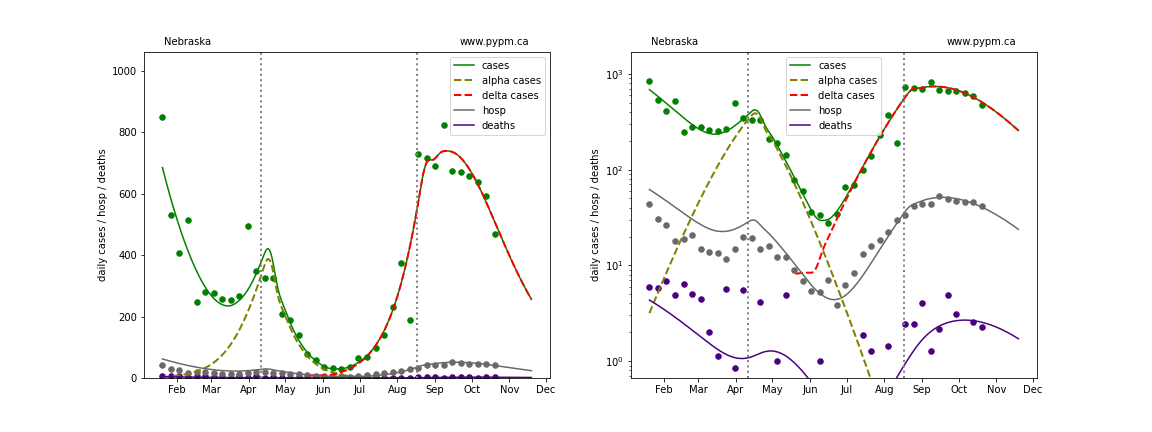 Nebraska www.pypm.ca
daily cases / hosp / deaths
1000
800
600
400
200
0
Feb Mar Apr May Jun Jul Aug Sep Oct Nov Dec
cases
alpha cases
delta cases
hosp
deaths
Nebraska www.pypm.ca
daily cases / hosp / deaths
10³
10²
10¹
10⁰
Feb Mar Apr May Jun Jul Aug Sep Oct Nov Dec
cases
alpha cases
delta cases
hosp
deaths